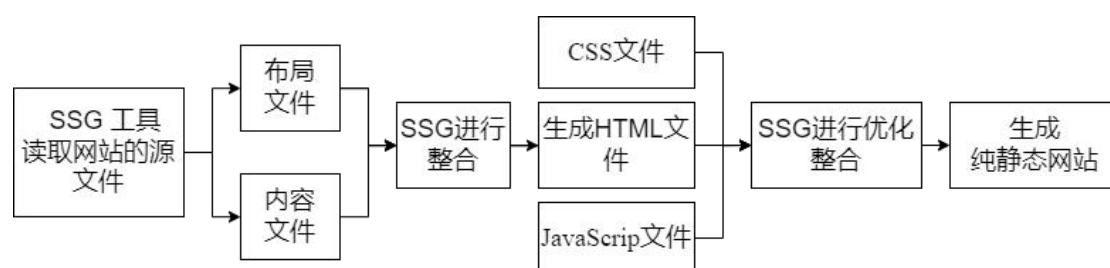 SSG 工具
读取网站的源
文件
布局
文件
内容
文件
SSG进行
整合
CSS文件
生成HTML文
件
JavaScrip文件
SSG进行优化
整合
生成
纯静态网站